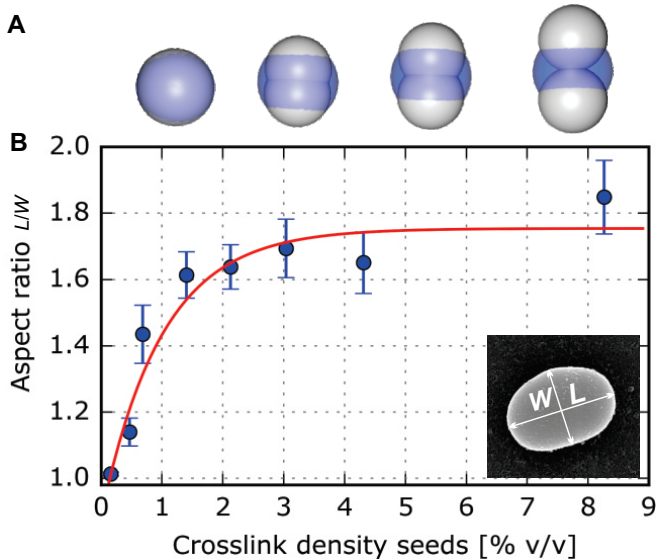 A
B
2.0
1.8
1.6
1.4
1.2
1.0
Aspect ratio L/W
W L
0 1 2 3 4 5 6 7 8 9
Crosslink density seeds [% v/v]